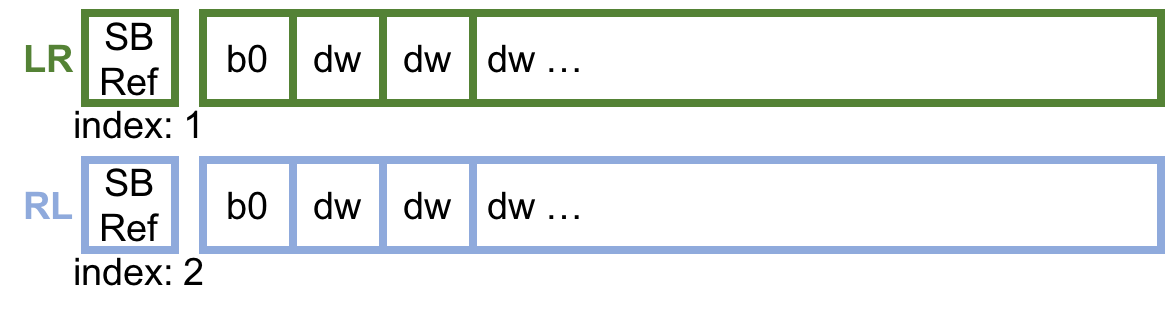 LR SB Ref b0 dw dw dw …
index: 1
RL SB Ref b0 dw dw dw …
index: 2